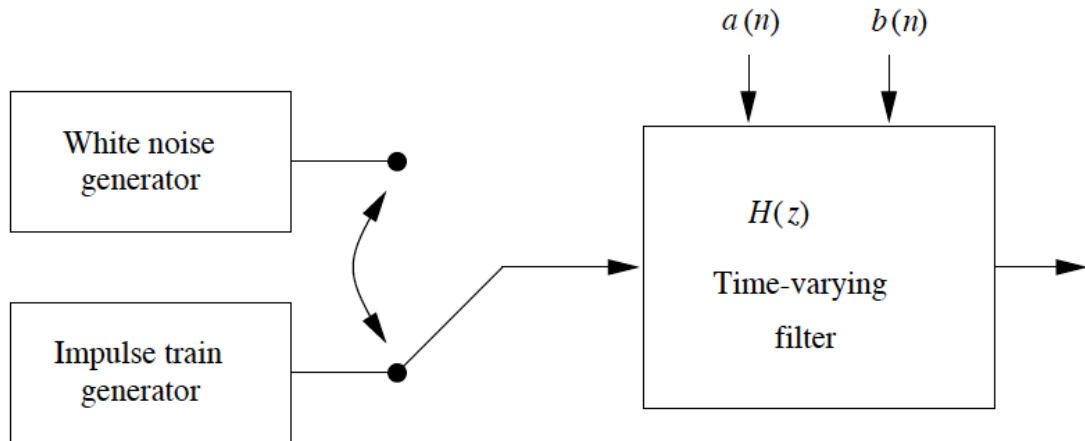 a(n) b(n)
White noise
generator
H(z)
Time-varying
filter
Impulse train
generator